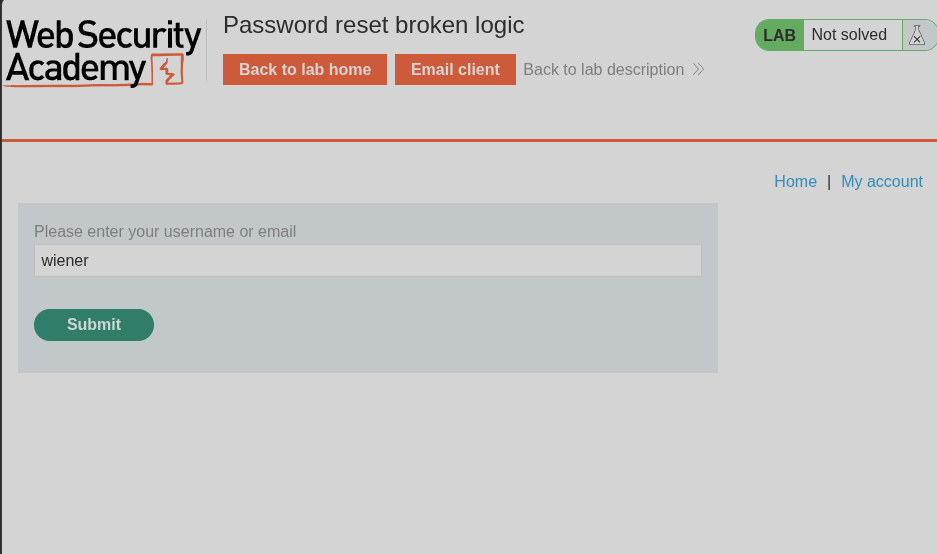 Web Security
Academy
Password reset broken logic
LAB Not solved
Back to lab home Email client Back to lab description
Home | My account
Please enter your username or email
wiener
Submit